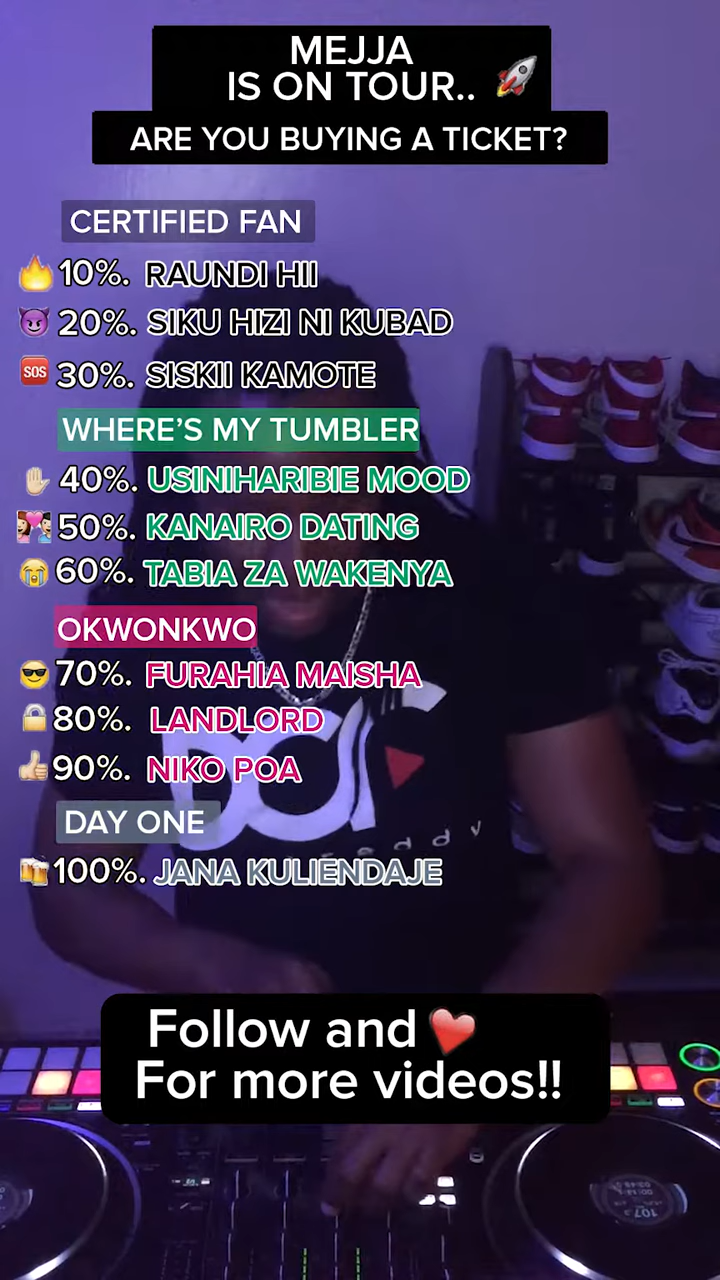 MEJJA
IS ON TOUR.. 🚀
ARE YOU BUYING A TICKET?
CERTIFIED FAN
🔥10%. RAUNDI HII
😈20%. SIKU HIZI NI KUBAD
🆘30%. SISKII KAMOTE
WHERE'S MY TUMBLER
✋🏻40%. USINIHARIBIE MOOD
👩‍❤️‍👨50%. KANAIRO DATING
😭60%. TABIA ZA WAKENYA
OKWONKWO
😎70%. FURAHIA MAISHA
🔒80%. LANDLORD
👍🏻90%. NIKO POA
DAY ONE
🍻100%. JANA KULIENDAJE
Follow and ❤️
For more videos!!